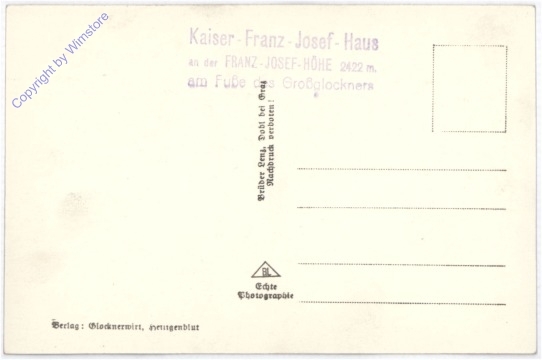 Copyright by Wimstore
Kaiser-Franz-Josef-Haus
an der FRANZ-JOSEF-HÖHE 2422 m.
am Fuße des Großglockners
Brüder Lenz, Dobl bei Graz
Nachdruck verboten!
BL
Echte
Photographie
Verlag: Glocknerwirt, Heiligenblut